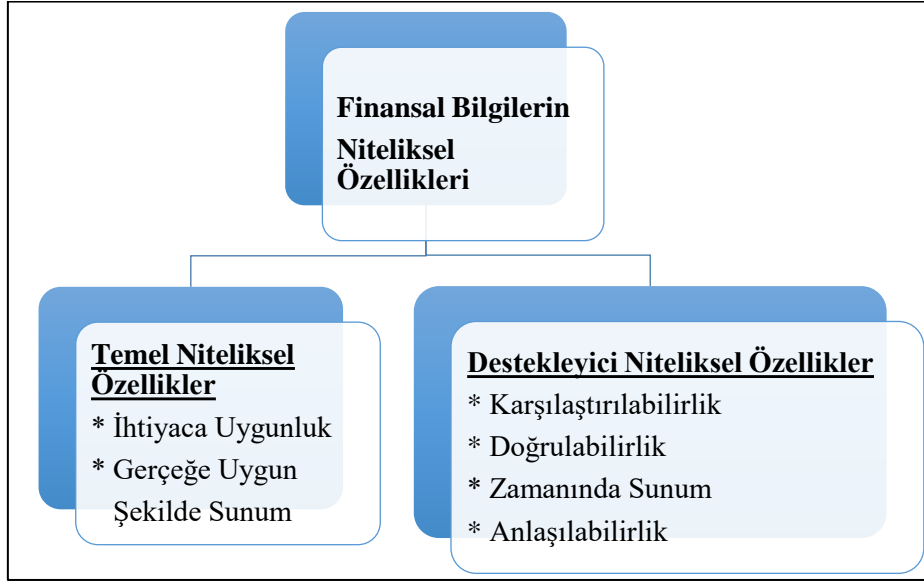 Finansal Bilgilerin
Niteliksel
Özellikleri
Temel Niteliksel
Özellikler
* İhtiyaca Uygunluk
* Gerçeğe Uygun
Şekilde Sunum
Destekleyici Niteliksel Özellikler
* Karşılaştırılabilirlik
* Doğrulabilirlik
* Zamanında Sunum
* Anlaşılabilirlik